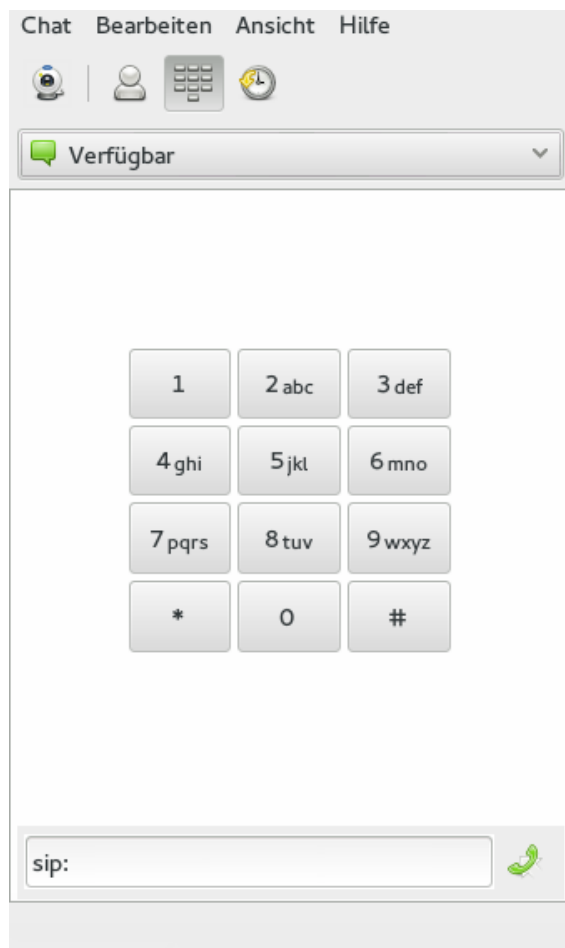 Chat Bearbeiten Ansicht Hilfe
Verfügbar
1 2 abc 3 def
4 ghi 5 jkl 6 mno
7 pqrs 8 tuv 9 wxyz
* 0 #
sip: